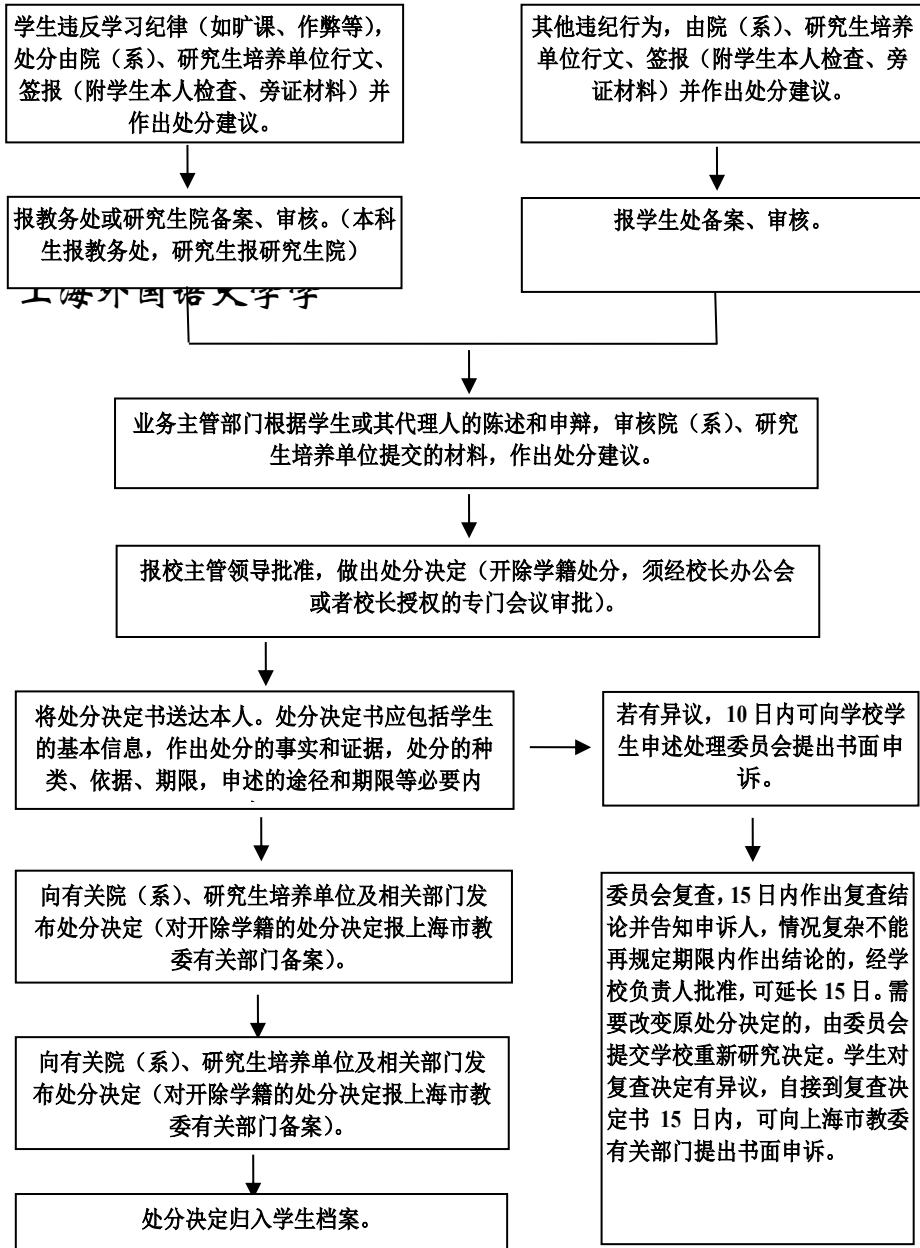 学生违反学习纪律（如旷课、作弊等），
处分由院（系）、研究生培养单位行文、
签报（附学生本人检查、旁证材料）并
作出处分建议。
其他违纪行为，由院（系）、研究生培养
单位行文、签报（附学生本人检查、旁
证材料）并作出处分建议。
报教务处或研究生院备案、审核。（本科
生报教务处，研究生报研究生院）
报学生处备案、审核。
上海外国语大学学
业务主管部门根据学生或其代理人的陈述和申辩，审核院（系）、研究
生培养单位提交的材料，作出处分建议。
报校主管领导批准，做出处分决定（开除学籍处分，须经校长办公会
或者校长授权的专门会议审批）。
将处分决定书送达本人。处分决定书应包括学生
的基本信息，作出处分的事实和证据，处分的种
类、依据、期限，申述的途径和期限等必要内
若有异议，10 日内可向学校学
生申述处理委员会提出书面申
诉。
向有关院（系）、研究生培养单位及相关部门发
布处分决定（对开除学籍的处分决定报上海市教
委有关部门备案）。
委员会复查，15 日内作出复查结
论并告知申诉人，情况复杂不能
再规定期限内作出结论的，经学
校负责人批准，可延长 15 日。需
要改变原处分决定的，由委员会
提交学校重新研究决定。学生对
复查决定有异议，自接到复查决
定书 15 日内，可向上海市教委
有关部门提出书面申诉。
向有关院（系）、研究生培养单位及相关部门发
布处分决定（对开除学籍的处分决定报上海市教
委有关部门备案）。
处分决定归入学生档案。